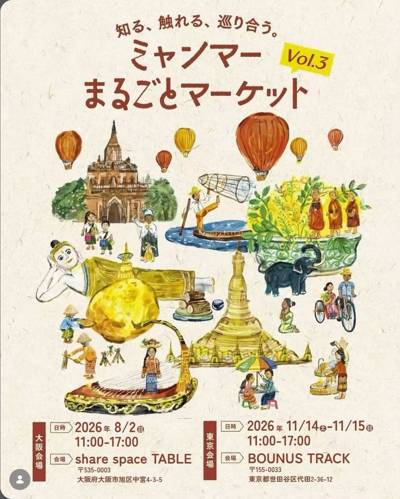 知る、触れる、巡り合う。
ミャンマー
Vol.3
まるごとマーケット
大阪会場
日時 2026年 8/2㊐
11:00-17:00
会場 share space TABLE
〒535-0003
大阪府大阪市旭区中宮4-3-5
東京会場
日時 2026年 11/14㊏-11/15㊐
11:00-17:00
会場 BOUNUS TRACK
〒155-0033
東京都世田谷区代田2-36-12